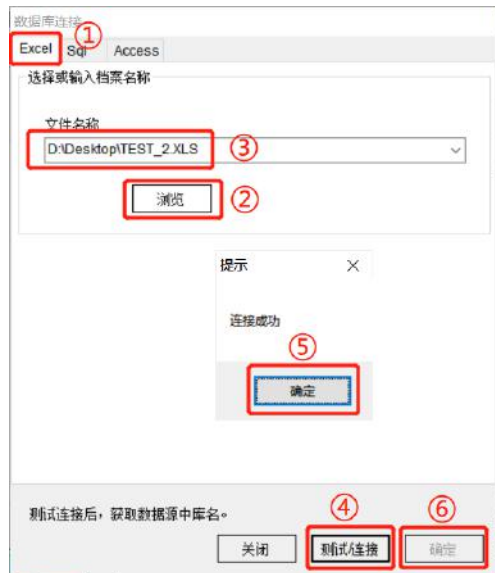 数据库连接
①
Excel Sql Access
选择或输入档案名称
文件名称
D:\Desktop\TEST_2.XLS ③
浏览 ②
提示
连接成功
⑤
确定
测试连接后，获取数据源中库名。
④ ⑥
关闭 测试/连接 确定